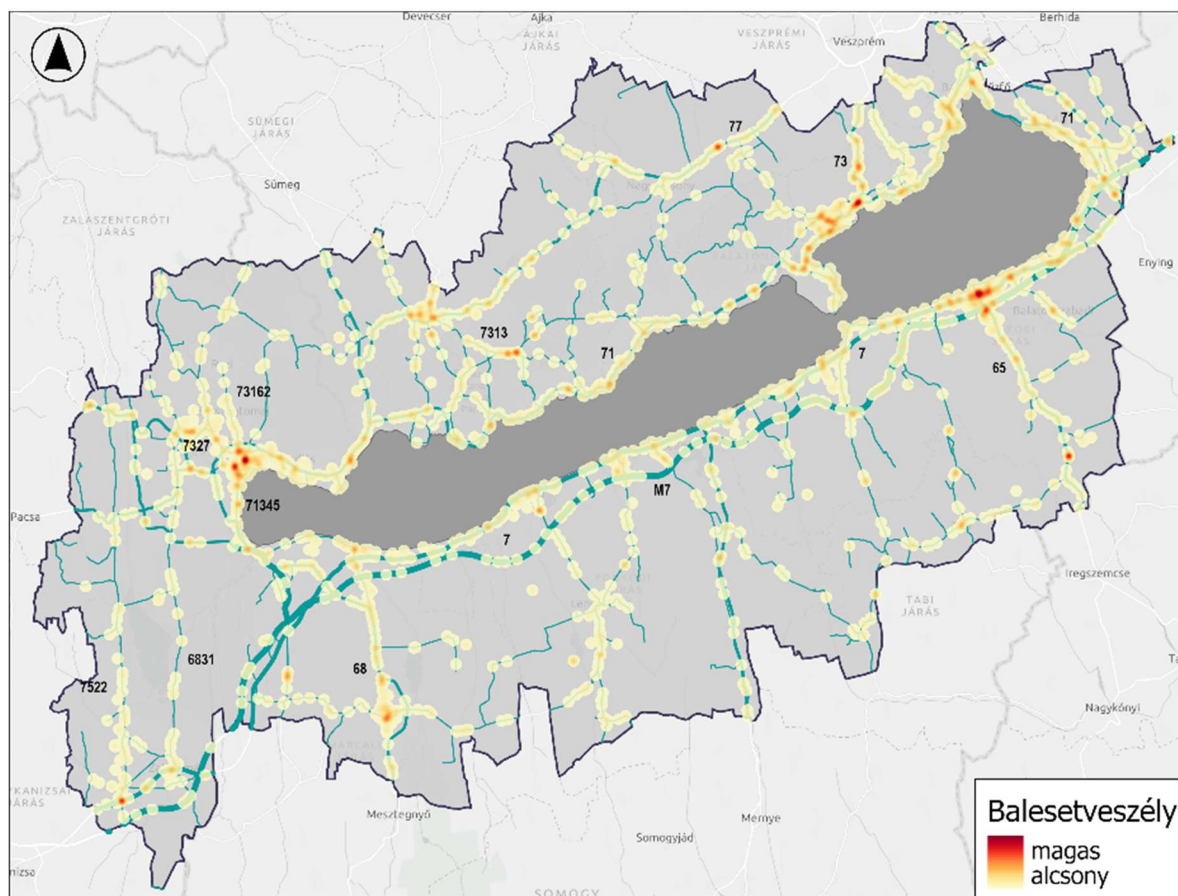 Devecser
Ajka
AJKAI
JÁRÁS
VESZPRÉMI
JÁRÁS
Veszprém
Berhida
SÜMEGI
JÁRÁS
Sümeg
77
73
71
ZALASZENTGRÓTI
JÁRÁS
Enying
7313
71
7
65
73162
7327
71345
M7
7
Pacsa
Iregszemcse
TABI
JÁRÁS
68
6831
7522
Nagykónyi
JÁRÁS
Mesztegnyő
Mernye
Somogyjád
SOMOGY
Balesetveszély
magas
alcsony